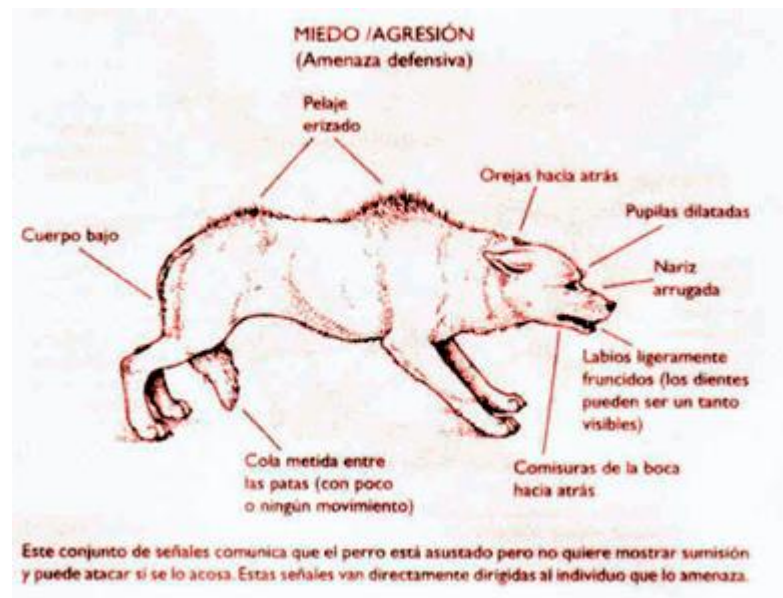 MIEDO /AGRESIÓN
(Amenaza defensiva)
Pelaje
erizado
Orejas hacia atrás
Pupilas dilatadas
Cuerpo bajo
Nariz
arrugada
Labios ligeramente
fruncidos (los dientes
pueden ser un tanto
visibles)
Cola metida entre
las patas (con poco
o ningún movimiento)
Comisuras de la boca
hacia atrás
Este conjunto de señales comunica que el perro está asustado pero no quiere mostrar sumisión
y puede atacar si se lo acosa. Estas señales van directamente dirigidas al individuo que lo amenaza.